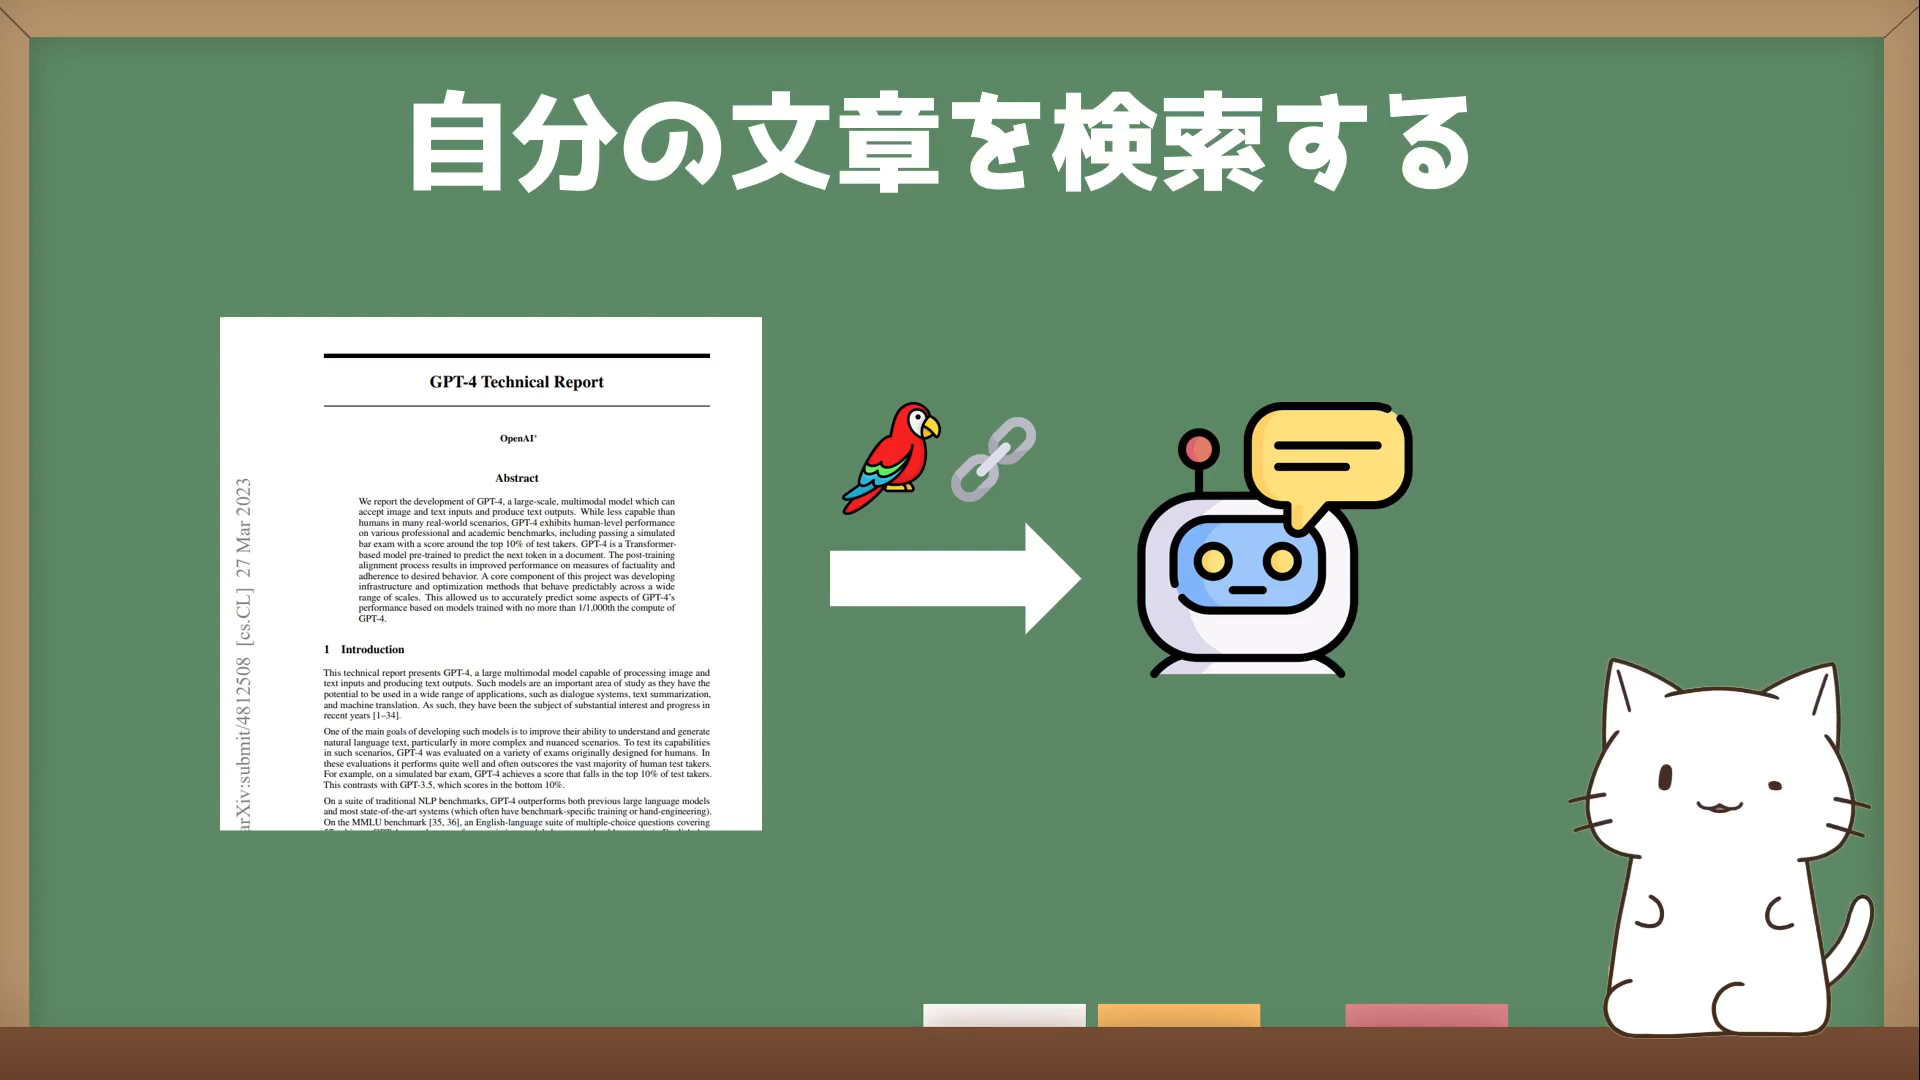 自分の文章を検索する
GPT-4 Technical Report
OpenAI*
Abstract
We report the development of GPT-4, a large-scale, multimodal model which can
accept image and text inputs and produce text outputs. While less capable than
humans in many real-world scenarios, GPT-4 exhibits human-level performance
on various professional and academic benchmarks, including passing a simulated
bar exam with a score around the top 10% of test takers. GPT-4 is a Transformer-
based model pre-trained to predict the next token in a document. The post-training
alignment process results in improved performance on measures of factuality and
adherence to desired behavior. A core component of this project was developing
infrastructure and optimization methods that behave predictably across a wide
range of scales. This allowed us to accurately predict some aspects of GPT-4's
performance based on models trained with no more than 1/1,000th the compute of
GPT-4.
1 Introduction
This technical report presents GPT-4, a large multimodal model capable of processing image and
text inputs and producing text outputs. Such models are an important area of study as they have the
potential to be used in a wide range of applications, such as dialogue systems, text summarization,
and machine translation. As such, they have been the subject of substantial interest and progress in
recent years [1–34].
One of the main goals of developing such models is to improve their ability to understand and generate
natural language text, particularly in more complex and nuanced scenarios. To test its capabilities
in such scenarios, GPT-4 was evaluated on a variety of exams originally designed for humans. In
these evaluations it performs quite well and often outscores the vast majority of human test takers.
For example, on a simulated bar exam, GPT-4 achieves a score that falls in the top 10% of test takers.
This contrasts with GPT-3.5, which scores in the bottom 10%.
On a suite of traditional NLP benchmarks, GPT-4 outperforms both previous large language models
and most state-of-the-art systems (which often have benchmark-specific training or hand-engineering).
On the MMLU benchmark [35, 36], an English-language suite of multiple-choice questions covering
arXiv:submit/4812508 [cs.CL] 27 Mar 2023